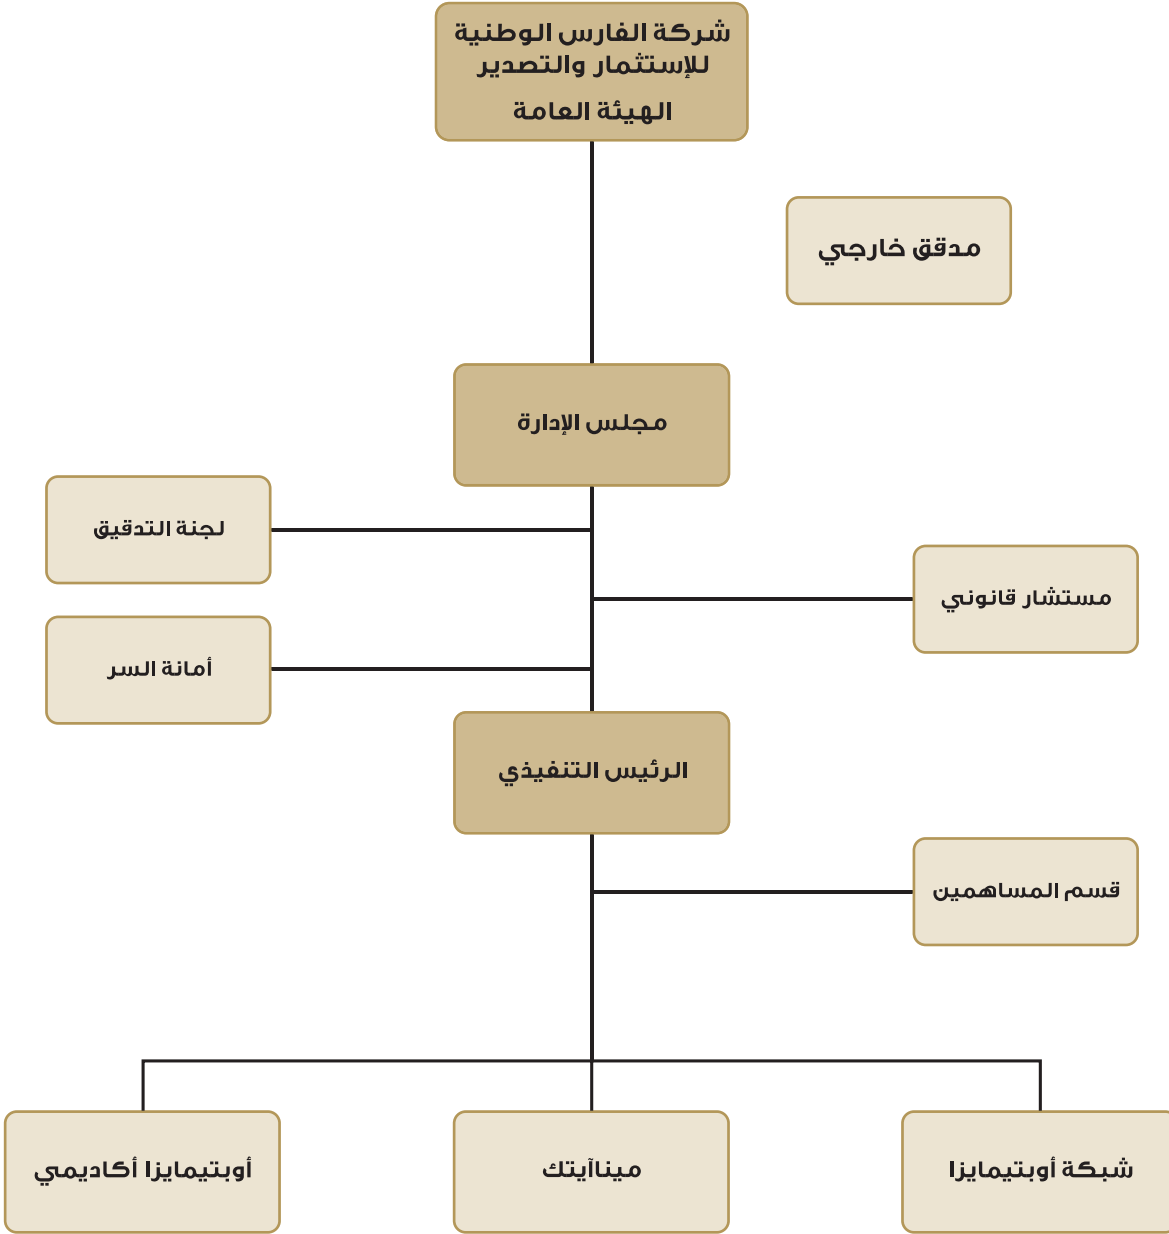 شركة الفارس الوطنية
للإستثمار والتصدير
الهيئة العامة
مدقق خارجي
مجلس الإدارة
لجنة التدقيق
مستشار قانوني
أمانة السر
الرئيس التنفيذي
قسم المساهمين
شبكة أوبتيمايزا
ميناآيتك
أوبتيمايزا أكاديمي